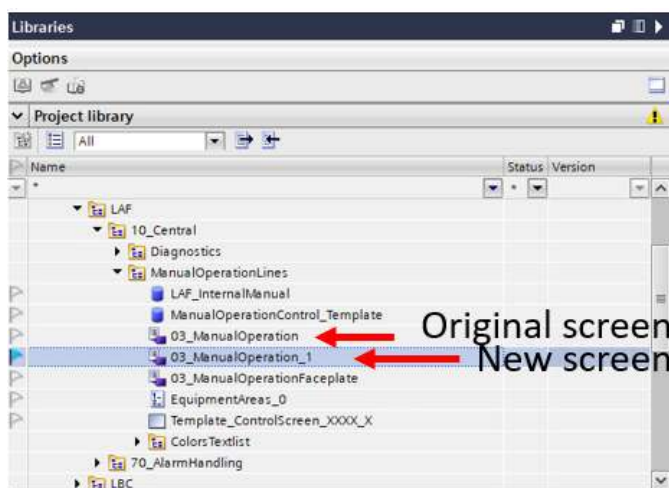 Libraries
Options
Project library
All
Name Status Version
* *
LAF
10_Central
Diagnostics
ManualOperationLines
LAF_InternalManual
ManualOperationControl_Template
03_ManualOperation
Original screen
03_ManualOperation_1
New screen
03_ManualOperationFaceplate
EquipmentAreas_0
Template_ControlScreen_XXXX_X
ColorsTextlist
70_AlarmHandling
LBC